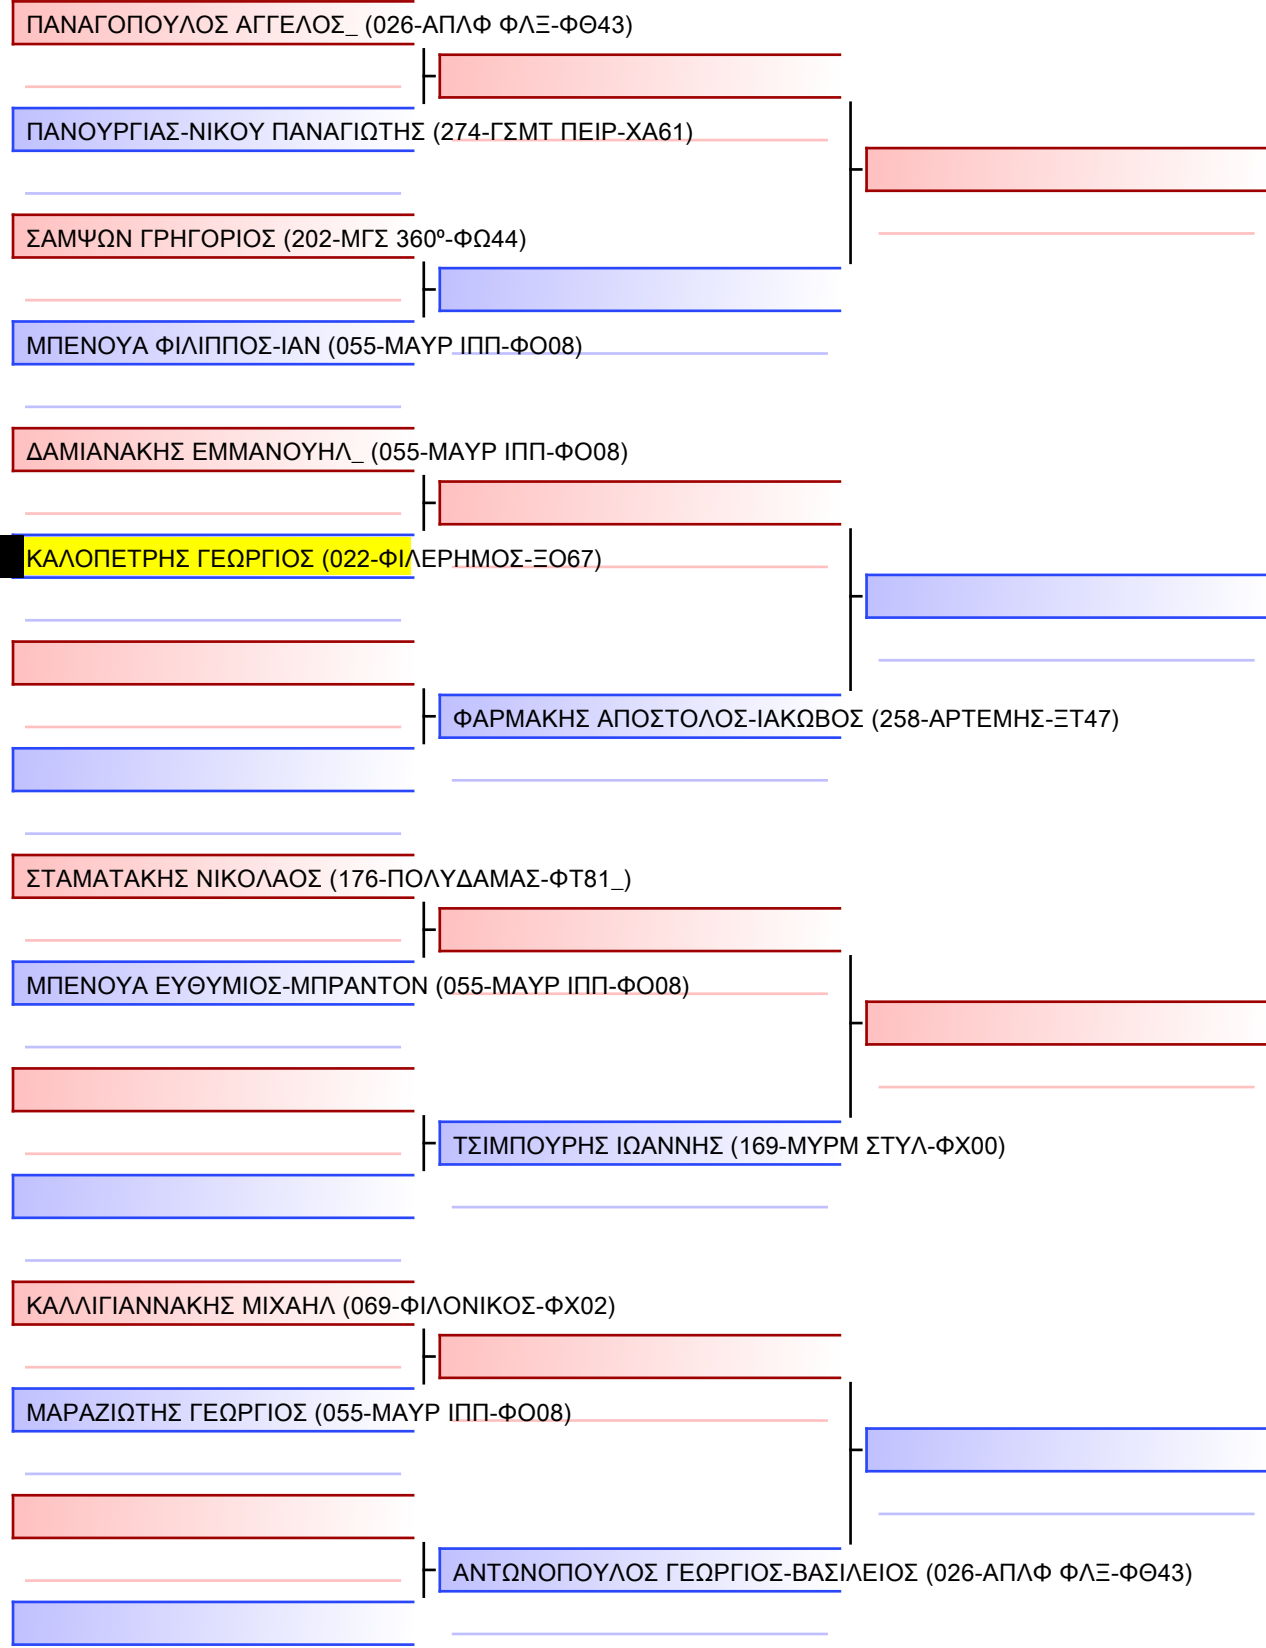 ΠΑΝΑΓΟΠΟΥΛΟΣ ΑΓΓΕΛΟΣ_ (026-ΑΠΛΦ ΦΛΞ-ΦΘ43)
ΠΑΝΟΥΡΓΙΑΣ-ΝΙΚΟΥ ΠΑΝΑΓΙΩΤΗΣ (274-ΓΣΜΤ ΠΕΙΡ-ΧΑ61)
ΣΑΜΨΩΝ ΓΡΗΓΟΡΙΟΣ (202-ΜΓΣ 360º-ΦΩ44)
ΜΠΕΝΟΥΑ ΦΙΛΙΠΠΟΣ-ΙΑΝ (055-ΜΑΥΡ ΙΠΠ-ΦΟ08)
ΔΑΜΙΑΝΑΚΗΣ ΕΜΜΑΝΟΥΗΛ_ (055-ΜΑΥΡ ΙΠΠ-ΦΟ08)
ΚΑΛΟΠΕΤΡΗΣ ΓΕΩΡΓΙΟΣ (022-ΦΙΛΕΡΗΜΟΣ-ΞΟ67)
ΦΑΡΜΑΚΗΣ ΑΠΟΣΤΟΛΟΣ-ΙΑΚΩΒΟΣ (258-ΑΡΤΕΜΗΣ-ΞΤ47)
ΣΤΑΜΑΤΑΚΗΣ ΝΙΚΟΛΑΟΣ (176-ΠΟΛΥΔΑΜΑΣ-ΦΤ81_)
ΜΠΕΝΟΥΑ ΕΥΘΥΜΙΟΣ-ΜΠΡΑΝΤΟΝ (055-ΜΑΥΡ ΙΠΠ-ΦΟ08)
ΤΣΙΜΠΟΥΡΗΣ ΙΩΑΝΝΗΣ (169-ΜΥΡΜ ΣΤΥΛ-ΦΧ00)
ΚΑΛΛΙΓΙΑΝΝΑΚΗΣ ΜΙΧΑΗΛ (069-ΦΙΛΟΝΙΚΟΣ-ΦΧ02)
ΜΑΡΑΖΙΩΤΗΣ ΓΕΩΡΓΙΟΣ (055-ΜΑΥΡ ΙΠΠ-ΦΟ08)
ΑΝΤΩΝΟΠΟΥΛΟΣ ΓΕΩΡΓΙΟΣ-ΒΑΣΙΛΕΙΟΣ (026-ΑΠΛΦ ΦΛΞ-ΦΘ43)